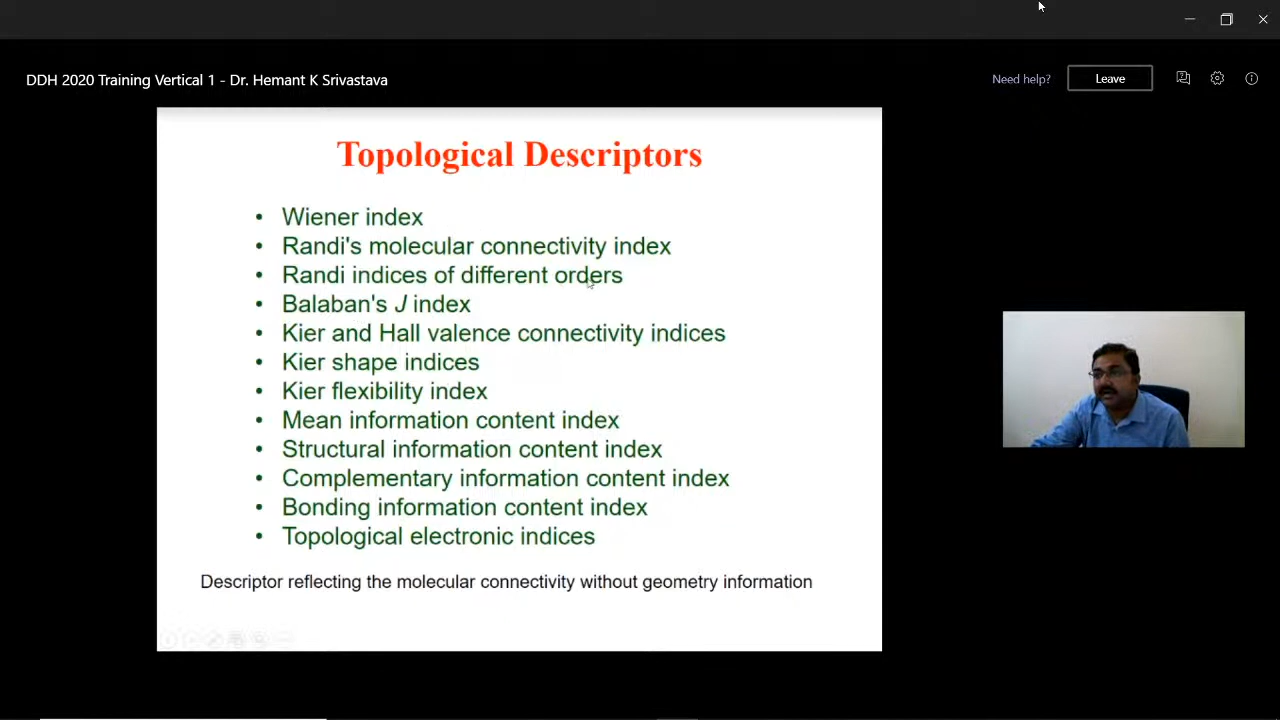 DDH 2020 Training Vertical 1 - Dr. Hemant K Srivastava
Need help?
Leave
Topological Descriptors
• Wiener index
• Randi's molecular connectivity index
• Randi indices of different orders
• Balaban's J index
• Kier and Hall valence connectivity indices
• Kier shape indices
• Kier flexibility index
• Mean information content index
• Structural information content index
• Complementary information content index
• Bonding information content index
• Topological electronic indices
Descriptor reflecting the molecular connectivity without geometry information